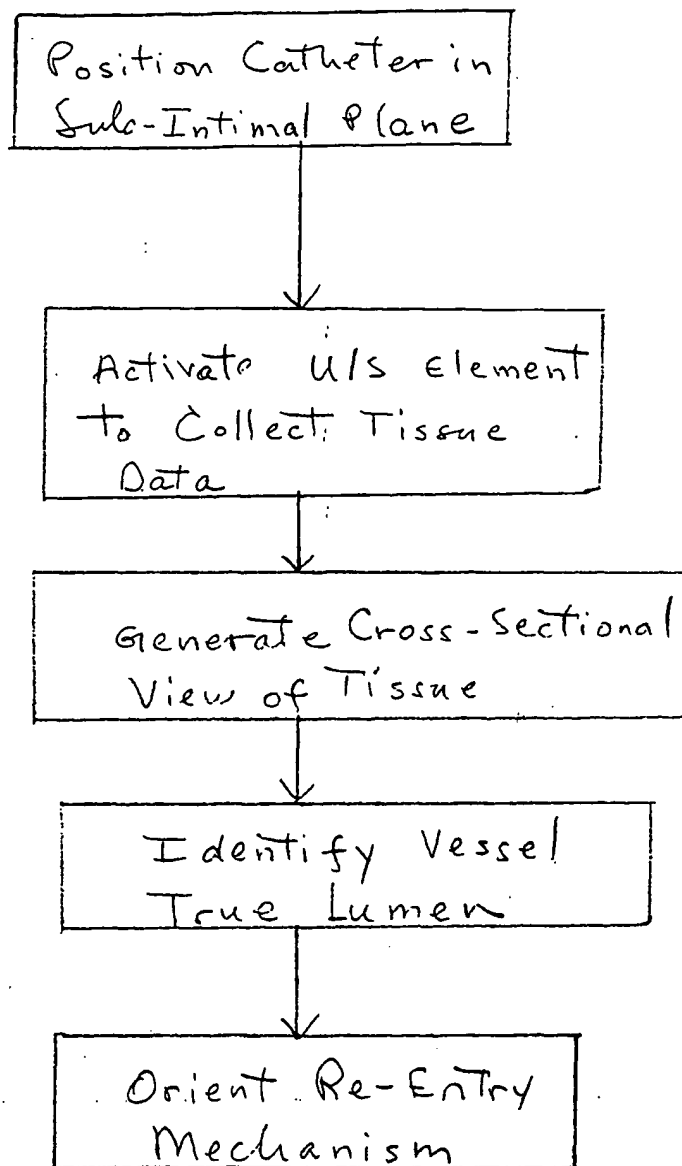 Position Catheter in
Sub-Intimal Plane
Activate U/S Element
to Collect Tissue
Data
Generate Cross-Sectional
View of Tissue
Identify Vessel
True Lumen
Orient Re-Entry
Mechanism